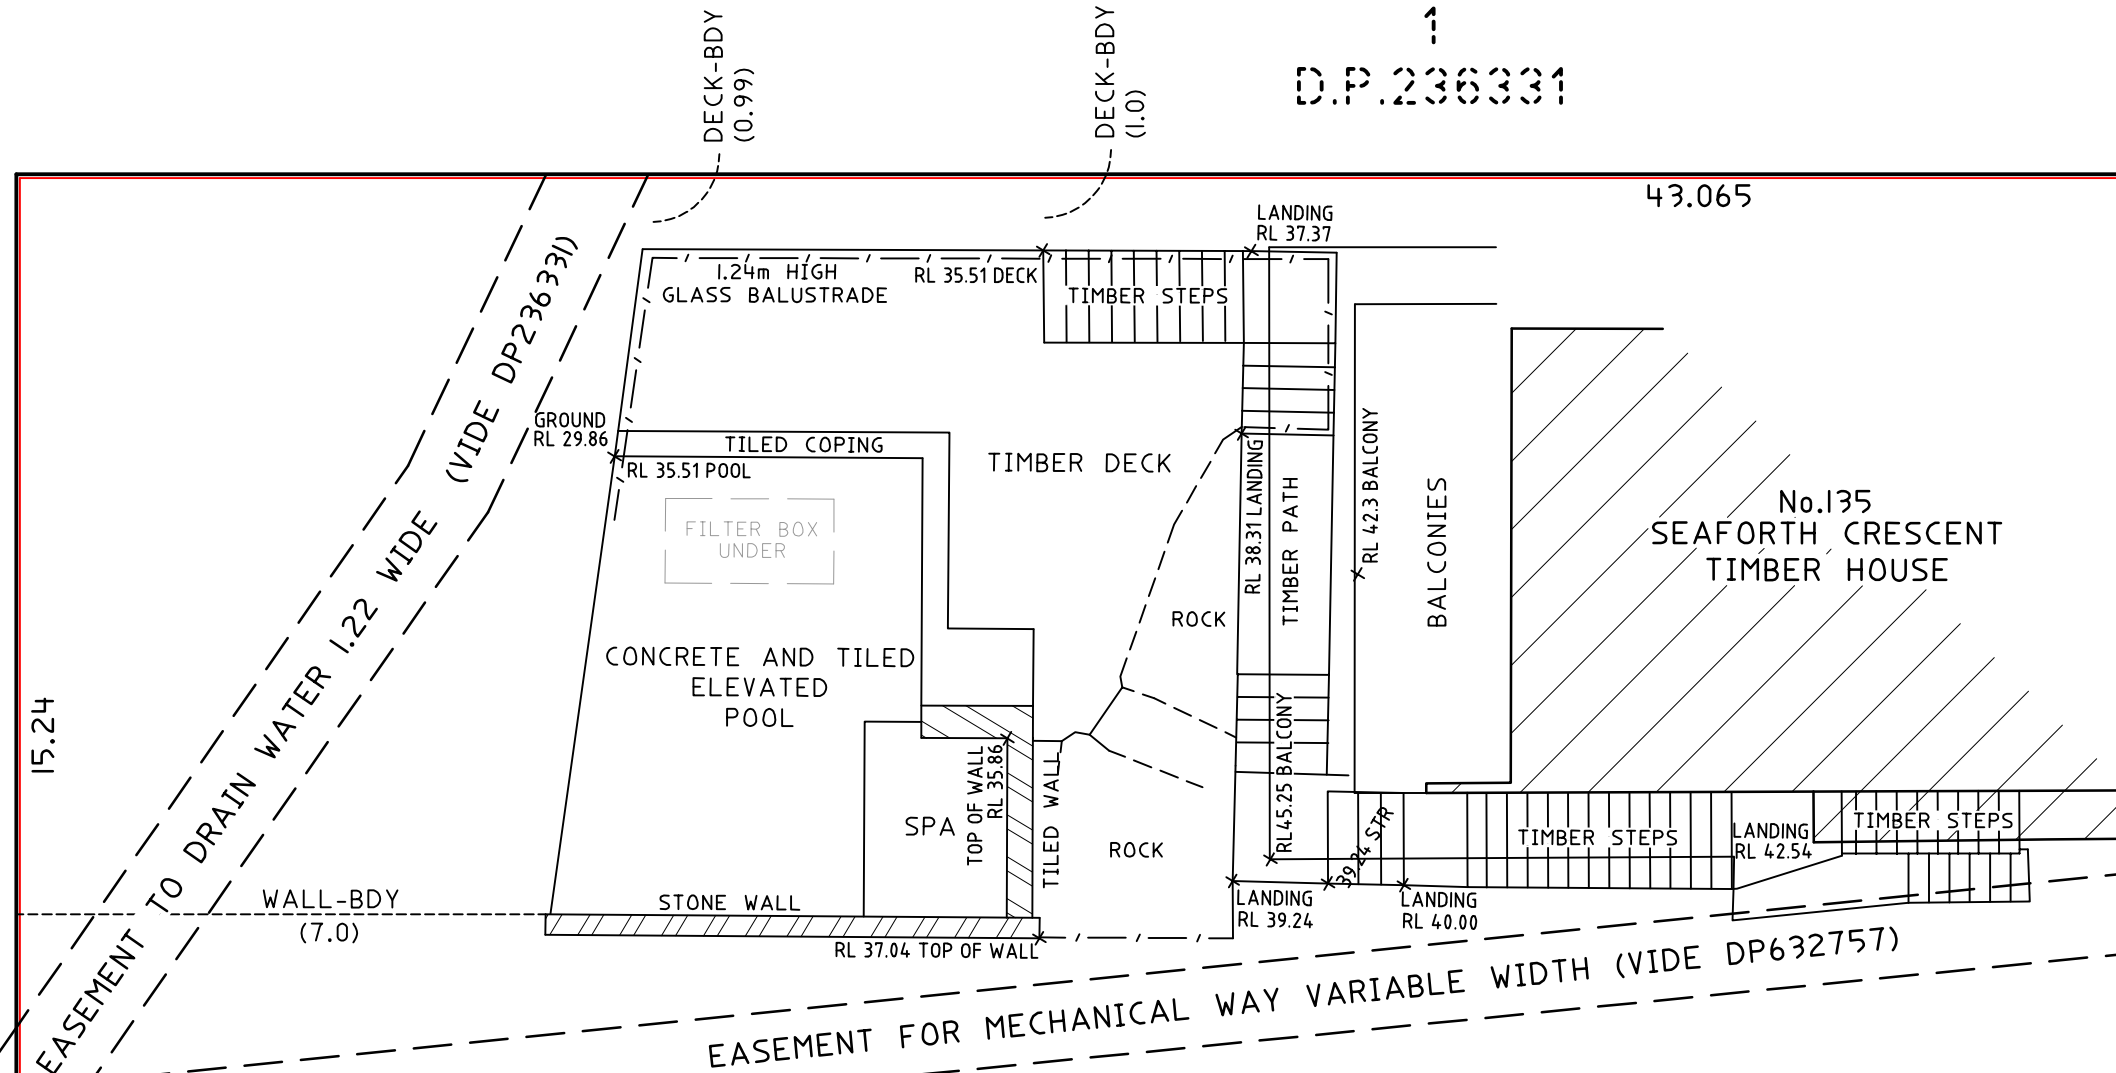 1
D.P.236331
DECK-BDY
(0.99)
DECK-BDY
(1.0)
43.065
LANDING
RL 37.37
1.24m HIGH
GLASS BALUSTRADE
RL 35.51 DECK
TIMBER STEPS
GROUND
RL 29.86
TILED COPING
RL 35.51 POOL
TIMBER DECK
FILTER BOX
UNDER
RL 38.31 LANDING
TIMBER PATH
RL 42.3 BALCONY
BALCONIES
No.135
SEAFORTH CRESCENT
TIMBER HOUSE
ROCK
CONCRETE AND TILED
ELEVATED
POOL
15.24
EASEMENT TO DRAIN WATER 1.22 WIDE (VIDE DP236331)
SPA
TOP OF WALL
RL 35.86
TILED WALL
ROCK
RL45.25 BALCONY
39.24 STR
TIMBER STEPS
LANDING
RL 42.54
TIMBER STEPS
WALL-BDY
(7.0)
STONE WALL
RL 37.04 TOP OF WALL
LANDING
RL 39.24
LANDING
RL 40.00
EASEMENT FOR MECHANICAL WAY VARIABLE WIDTH (VIDE DP632757)